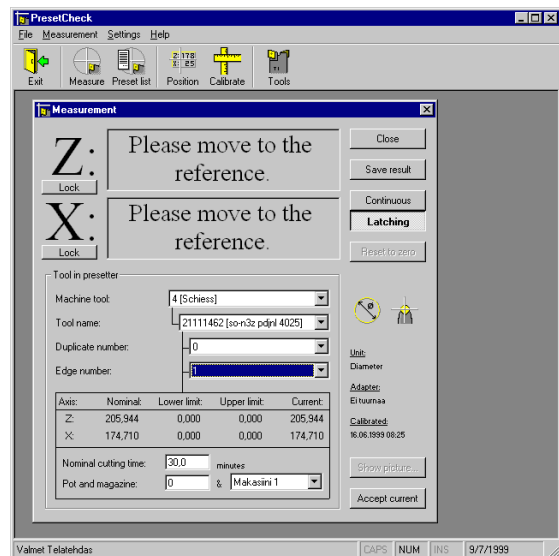 PresetCheck
File Measurement Settings Help
Z: 178
X: 25
Exit Measure Preset list Position Calibrate Tools
Measurement
Z:
Please move to the
reference.
Lock
X:
Please move to the
reference.
Lock
Close
Save result
Continuous
Latching
Reset to zero
Tool in presetter
Machine tool: 4 [Schiess]
Tool name: 21111462 [so-n3z pdjnl 4025]
Duplicate number: 0
Edge number: 1
Axis: Nominal: Lower limit: Upper limit: Current:
Z: 205,944 0,000 0,000 205,944
X: 174,710 0,000 0,000 174,710
Nominal cutting time: 30,0 minutes
Pot and magazine: 0 & Makasiini 1
Unit:
Diameter
Adapter:
Ei tuurnaa
Calibrated:
16.06.1999 08:25
Show picture...
Accept current
Valmet Telatehdas CAPS NUM INS 9/7/1999